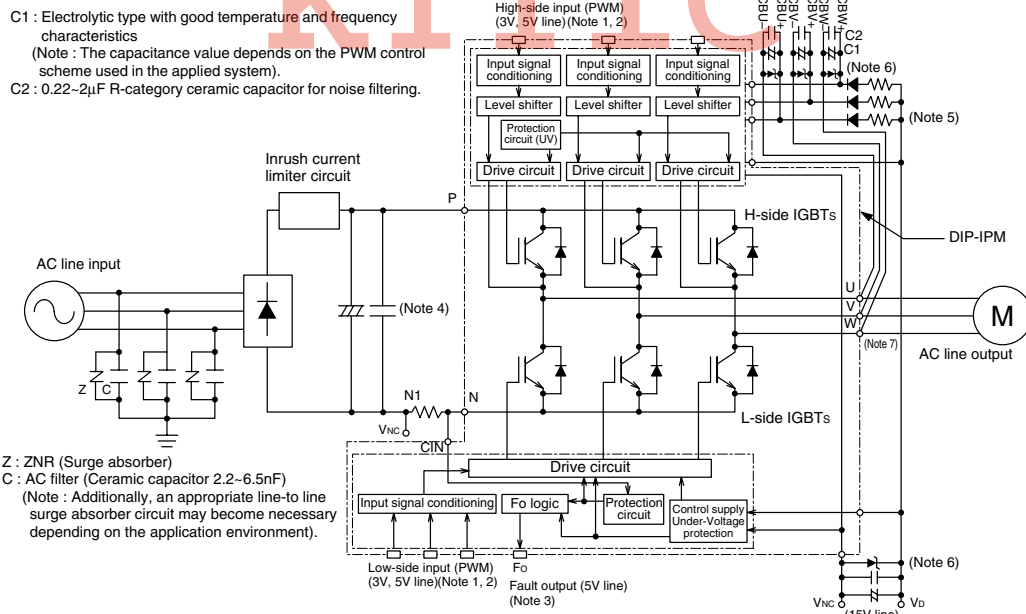 C1 : Electrolytic type with good temperature and frequency
characteristics
(Note : The capacitance value depends on the PWM control
scheme used in the applied system).
C2 : 0.22~2μF R-category ceramic capacitor for noise filtering.
High-side input (PWM)
(3V, 5V line)(Note 1, 2)
CBU-
CBU+
CBV-
CBV+
CBW-
CBW+
C2
C1
(Note 6)
(Note 5)
Input signal
conditioning
Input signal
conditioning
Input signal
conditioning
Level shifter
Level shifter
Level shifter
Protection
circuit (UV)
Drive circuit
Drive circuit
Drive circuit
Inrush current
limiter circuit
P
H-side IGBTs
DIP-IPM
AC line input
(Note 4)
U
V
W
(Note 7)
M
AC line output
Z
C
N1
N
VNC
CIN
L-side IGBTs
Z : ZNR (Surge absorber)
C : AC filter (Ceramic capacitor 2.2~6.5nF)
(Note : Additionally, an appropriate line-to line
surge absorber circuit may become necessary
depending on the application environment).
Drive circuit
Input signal conditioning
Fo logic
Protection
circuit
Control supply
Under-Voltage
protection
Low-side input (PWM)
(3V, 5V line)(Note 1, 2)
Fo
Fault output (5V line)
(Note 3)
(Note 6)
VNC
VD
(15V line)